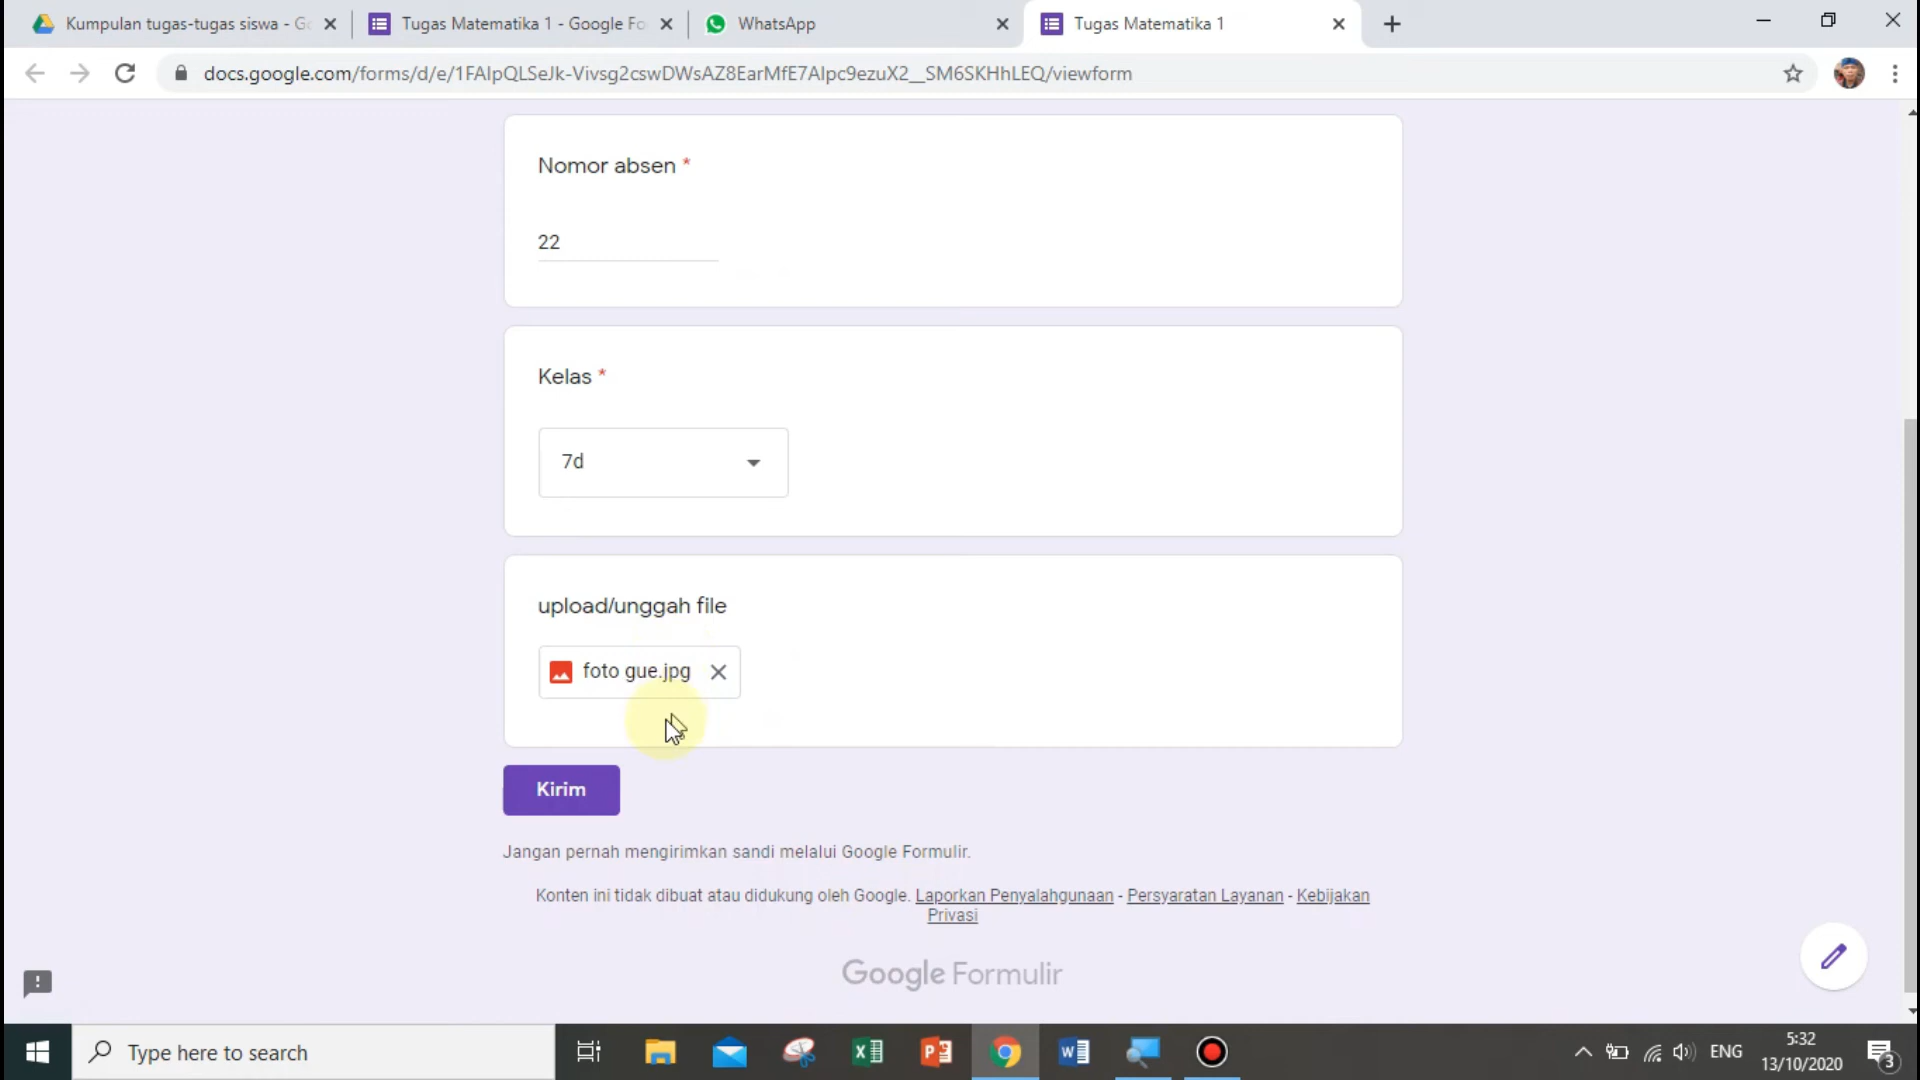 Kumpulan tugas-tugas siswa - Go
Tugas Matematika 1 - Google Fo
WhatsApp
Tugas Matematika 1
docs.google.com/forms/d/e/1FAIpQLSeJk-Vivsg2cswDWsAZ8EarMfE7AIpc9ezuX2__SM6SKHhLEQ/viewform
Nomor absen *
22
Kelas *
7d
upload/unggah file
foto gue.jpg
Kirim
Jangan pernah mengirimkan sandi melalui Google Formulir.
Konten ini tidak dibuat atau didukung oleh Google. Laporkan Penyalahgunaan - Persyaratan Layanan - Kebijakan
Privasi
Google Formulir
Type here to search
ENG
5:32
13/10/2020
3